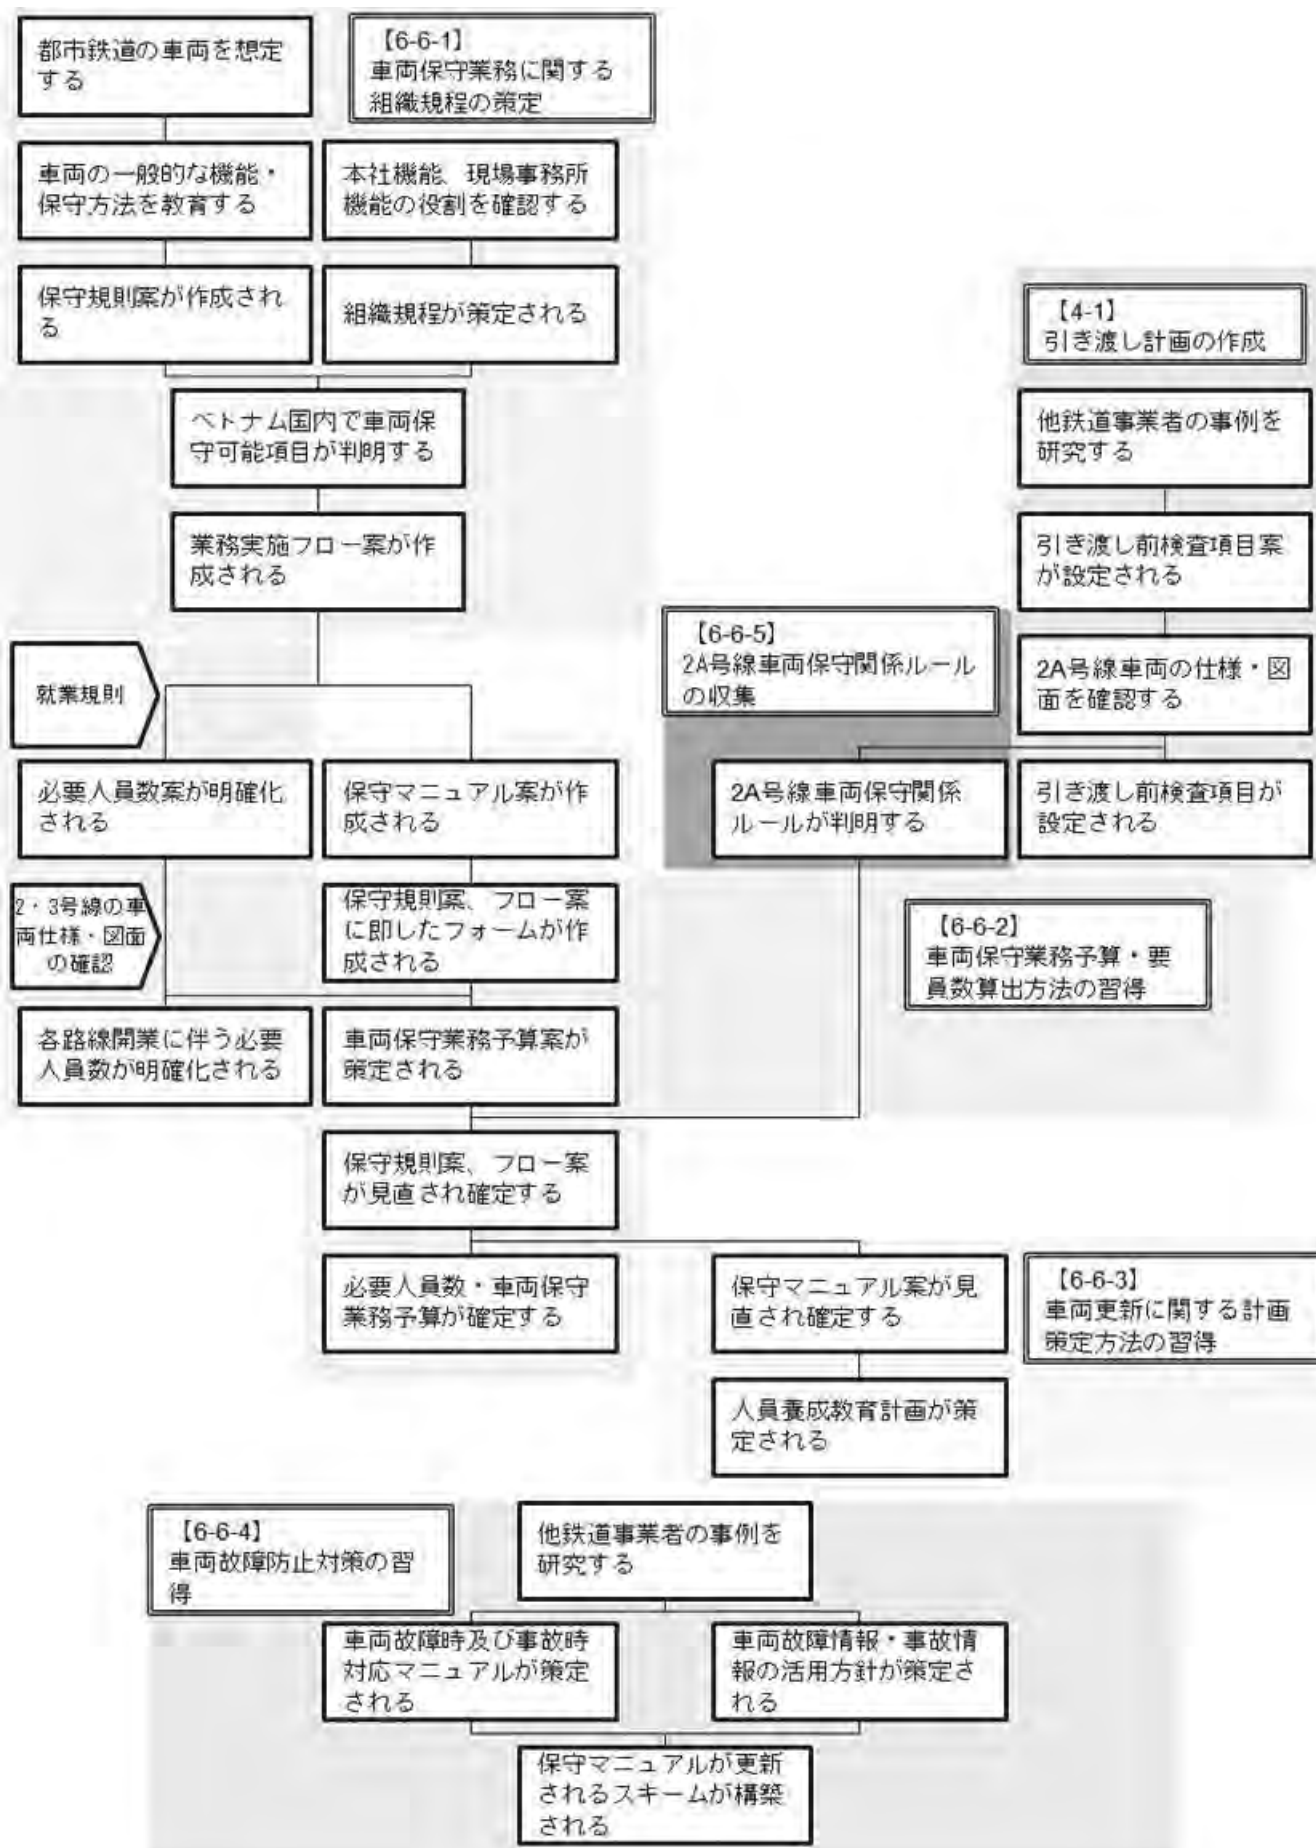 都市鉄道の車両を想定
する
【6-6-1】
車両保守業務に関する
組織規程の策定
車両の一般的な機能・
保守方法を教育する
本社機能、現場事務所
機能の役割を確認する
保守規則案が作成され
る
組織規程が策定される
【4-1】
引き渡し計画の作成
ベトナム国内で車両保
守可能項目が判明する
他鉄道事業者の事例を
研究する
業務実施フロー案が作
成される
引き渡し前検査項目案
が設定される
【6-6-5】
2A号線車両保守関係ルール
の収集
2A号線車両の仕様・図
面を確認する
就業規則
必要人員数案が明確化
される
保守マニュアル案が作
成される
2A号線車両保守関係
ルールが判明する
引き渡し前検査項目が
設定される
2・3号線の車
両仕様・図面
の確認
保守規則案、フロー案
に即したフォームが作
成される
【6-6-2】
車両保守業務予算・要
員数算出方法の習得
各路線開業に伴う必要
人員数が明確化される
車両保守業務予算案が
策定される
保守規則案、フロー案
が見直され確定する
必要人員数・車両保守
業務予算が確定する
保守マニュアル案が見
直され確定する
【6-6-3】
車両更新に関する計画
策定方法の習得
人員養成教育計画が策
定される
【6-6-4】
車両故障防止対策の習
得
他鉄道事業者の事例を
研究する
車両故障時及び事故時
対応マニュアルが策定
される
車両故障情報・事故情
報の活用方針が策定さ
れる
保守マニュアルが更新
されるスキームが構築
される